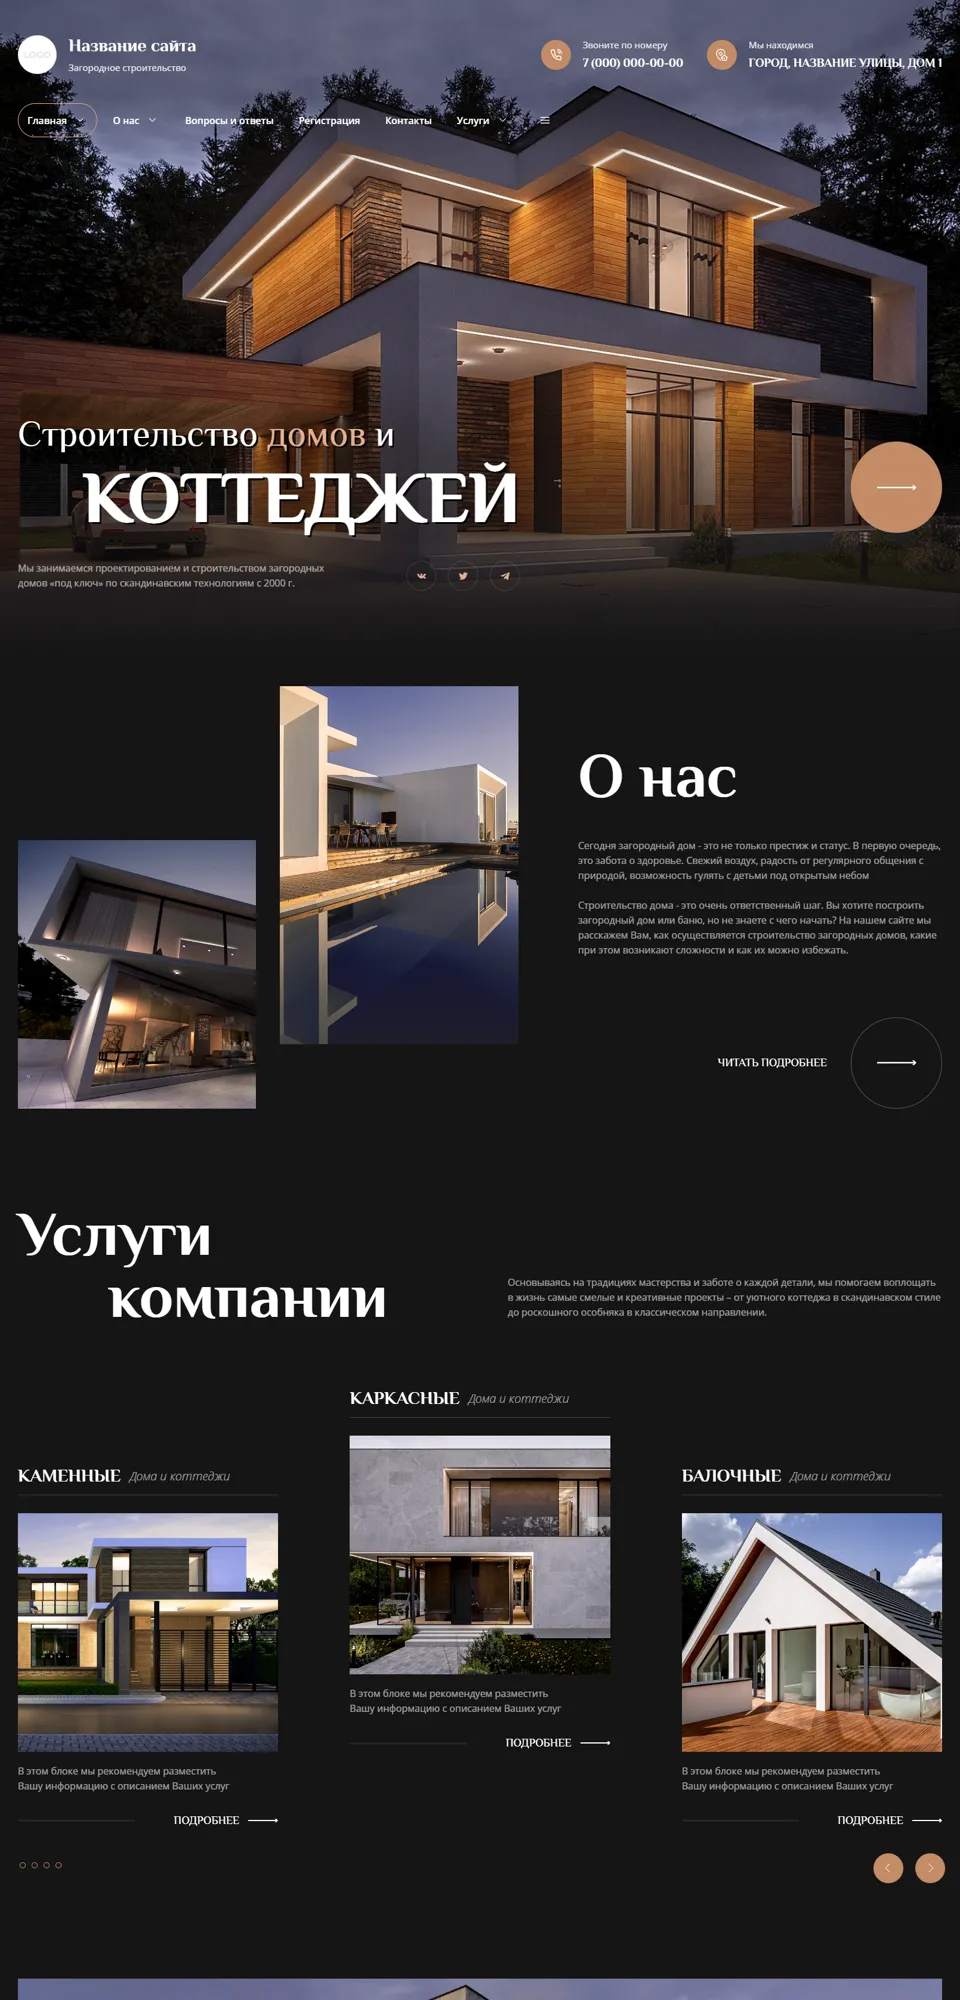 LOGO
Название сайта
Загородное строительство
Звоните по номеру
7 (000) 000-00-00
Мы находимся
ГОРОД, НАЗВАНИЕ УЛИЦЫ, ДОМ 1
Главная
О нас
Вопросы и ответы
Регистрация
Контакты
Услуги
Строительство домов и
КОТТЕДЖЕЙ
Мы занимаемся проектированием и строительством загородных
домов «под ключ» по скандинавским технологиям с 2000 г.
О нас
Сегодня загородный дом - это не только престиж и статус. В первую очередь,
это забота о здоровье. Свежий воздух, радость от регулярного общения с
природой, возможность гулять с детьми под открытым небом
Строительство дома - это очень ответственный шаг. Вы хотите построить
загородный дом или баню, но не знаете с чего начать? На нашем сайте мы
расскажем Вам, как осуществляется строительство загородных домов, какие
при этом возникают сложности и как их можно избежать.
ЧИТАТЬ ПОДРОБНЕЕ
Услуги
компании
Основываясь на традициях мастерства и заботе о каждой детали, мы помогаем воплощать
в жизнь самые смелые и креативные проекты – от уютного коттеджа в скандинавском стиле
до роскошного особняка в классическом направлении.
КАМЕННЫЕ Дома и коттеджи
В этом блоке мы рекомендуем разместить
Вашу информацию с описанием Ваших услуг
ПОДРОБНЕЕ
КАРКАСНЫЕ Дома и коттеджи
В этом блоке мы рекомендуем разместить
Вашу информацию с описанием Ваших услуг
ПОДРОБНЕЕ
БАЛОЧНЫЕ Дома и коттеджи
В этом блоке мы рекомендуем разместить
Вашу информацию с описанием Ваших услуг
ПОДРОБНЕЕ